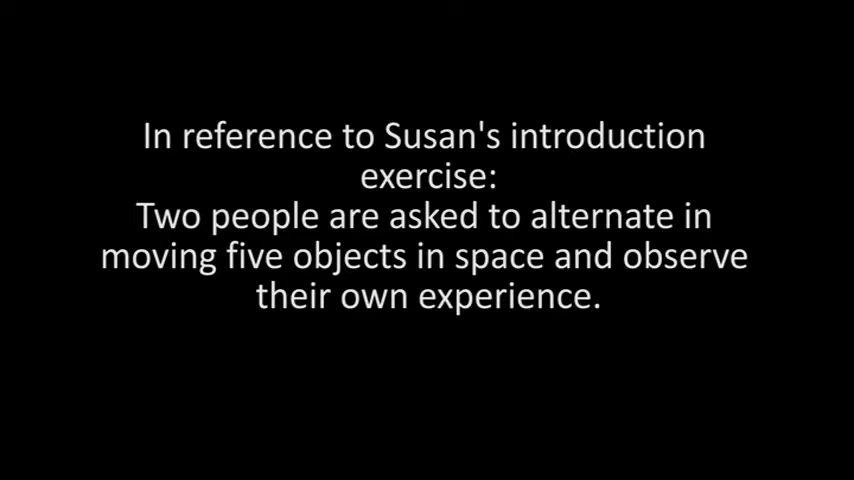 In reference to Susan's introduction
exercise:
Two people are asked to alternate in
moving five objects in space and observe
their own experience.